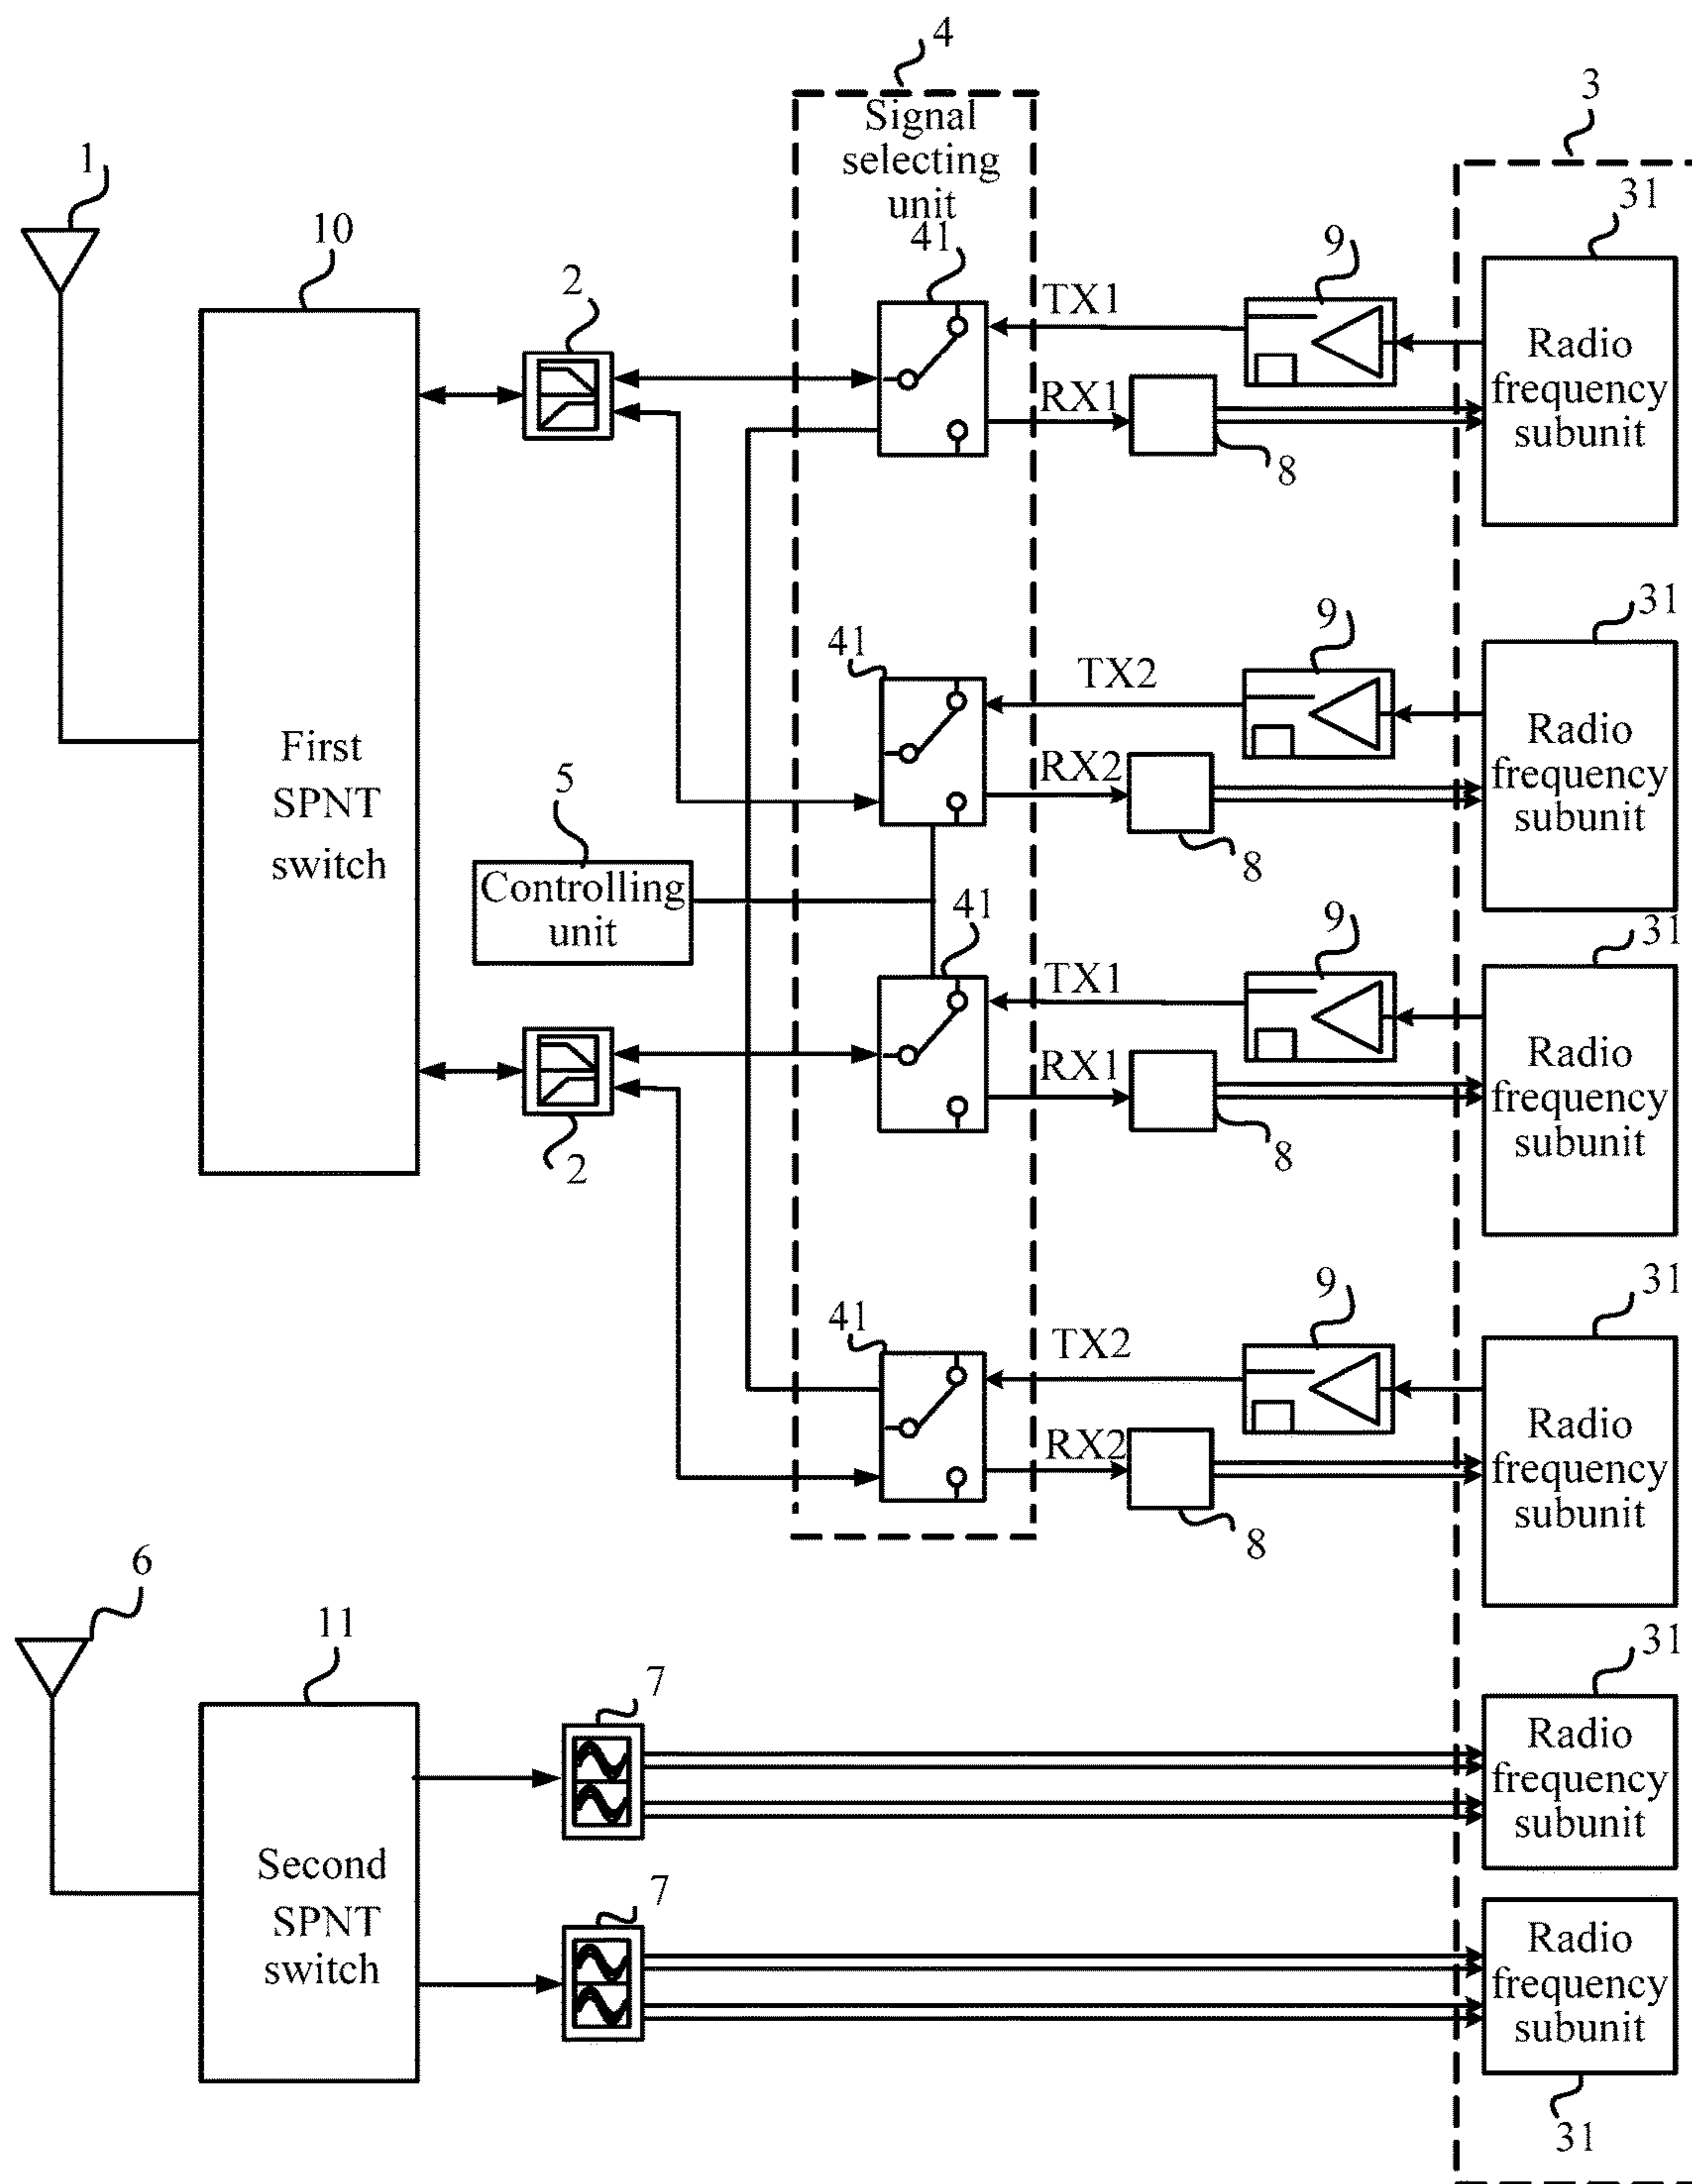 4
3
Signal
selecting
unit
1
31
10
41
9
2
TX1
Radio
frequency
subunit
RX1
8
31
9
41
TX2
Radio
frequency
subunit
First
SPNT
switch
5
RX2
8
Controlling
unit
41
9
31
TX1
Radio
frequency
subunit
RX1
8
2
31
9
41
TX2
Radio
frequency
subunit
RX2
8
6
11
31
7
Radio
frequency
subunit
Second
SPNT
switch
7
Radio
frequency
subunit
31